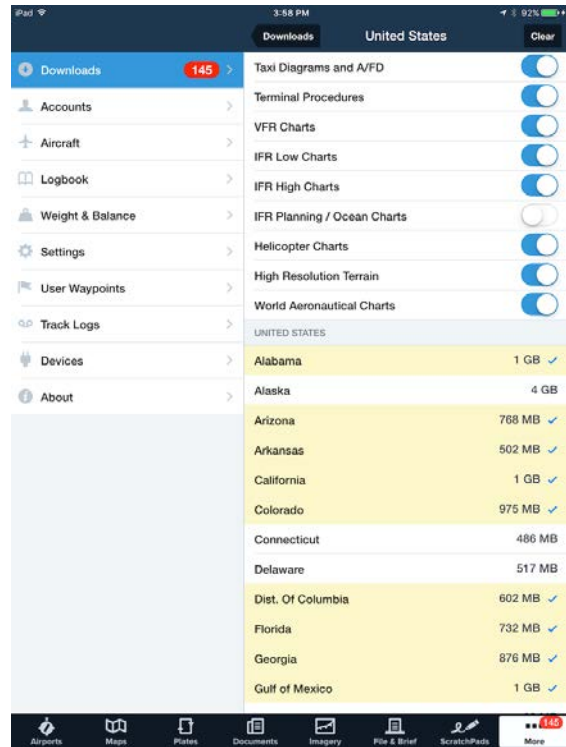 iPad 3:58 PM 92%
Downloads United States Clear
Downloads 145
Accounts
Aircraft
Logbook
Weight & Balance
Settings
User Waypoints
Track Logs
Devices
About
Taxi Diagrams and A/FD
Terminal Procedures
VFR Charts
IFR Low Charts
IFR High Charts
IFR Planning / Ocean Charts
Helicopter Charts
High Resolution Terrain
World Aeronautical Charts
UNITED STATES
Alabama 1 GB
Alaska 4 GB
Arizona 768 MB
Arkansas 502 MB
California 1 GB
Colorado 975 MB
Connecticut 486 MB
Delaware 517 MB
Dist. Of Columbia 602 MB
Florida 732 MB
Georgia 876 MB
Gulf of Mexico 1 GB
145
Airports Maps Plates Documents Imagery File & Brief ScratchPads More